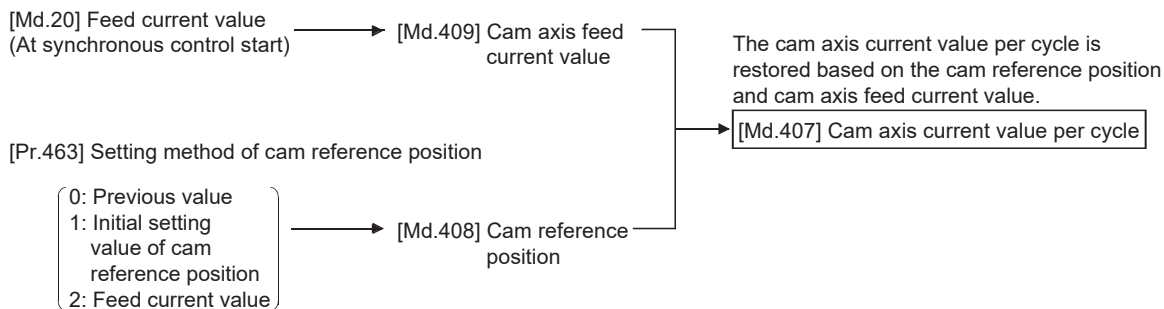 [Md.20] Feed current value
(At synchronous control start)
[Md.409] Cam axis feed
current value
The cam axis current value per cycle is
restored based on the cam reference position
and cam axis feed current value.
[Md.407] Cam axis current value per cycle
[Pr.463] Setting method of cam reference position
0: Previous value
1: Initial setting
value of cam
reference position
2: Feed current value
[Md.408] Cam reference
position